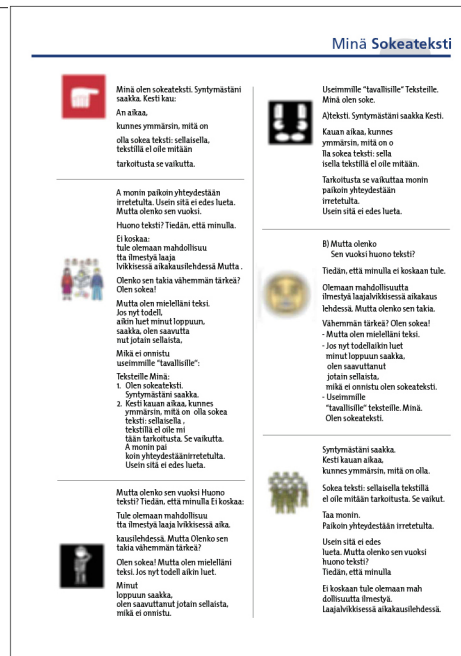 Minä Sokeateksti
Minä olen sokeateksti. Syntymästäni
saakka. Kesti kau:
An aikaa,
kunnes ymmärsin, mitä on
olla sokea teksti: sellaisella,
tekstillä el oile mitään
tarkoitusta se vaikutta.
A monin paikoin yhteydestään
irretetulta. Usein sitä ei edes lueta.
Mutta olenko sen vuoksi.
Huono teksti? Tiedän, että minulla.
Ei koskaa:
tule olemaan mahdollisuu
tta ilmestyä laaja
lvikkisessä aikakausilehdessä Mutta .
Olenko sen takia vähemmän tärkeä?
Olen sokea!
Mutta olen mielelläni teksi.
Jos nyt todell,
aikin luet minut loppuun,
saakka, olen saavutta
nut jotain sellaista,
Mikä ei onnistu
useimmille "tavallisille":
Teksteille Minä:
1. Olen sokeateksti.
Syntymästäni saakka.
2. Kesti kauan aikaa, kunnes
ymmärsin, mitä on olla sokea
teksti: sellaisella ,
tekstillä el oile mi
tään tarkoitusta. Se vaikutta.
A monin pai
koin yhteydestäänirretetulta.
Usein sitä ei edes lueta.
Mutta olenko sen vuoksi Huono
teksti? Tiedän, että minulla Ei koskaa:
Tule olemaan mahdollisuu
tta ilmestyä laaja lvikkisessä aika.
kausilehdessä. Mutta Olenko sen
takia vähemmän tärkeä?
Olen sokea! Mutta olen mielelläni
teksi. Jos nyt todell aikin luet.
Minut
loppuun saakka,
olen saavuttanut jotain sellaista,
mikä ei onnistu.
Useimmille "tavallisille" Teksteille.
Minä olen soke.
A)teksti. Syntymästäni saakka Kesti.
Kauan aikaa, kunnes
ymmärsin, mitä on o
lla sokea teksti: sella
isella tekstillä el oile mitään.
Tarkoitusta se vaikuttaa monin
paikoin yhteydestään
irretetulta.
Usein sitä ei edes lueta.
B) Mutta olenko
Sen vuoksi huono teksti?
Tiedän, että minulla ei koskaan tule.
Olemaan mahdollisuutta
ilmestyä laajalvikkisessä aikakaus
lehdessä. Mutta olenko sen takia.
Vähemmän tärkeä? Olen sokea!
- Mutta olen mielelläni teksi.
- Jos nyt todellaikin luet
minut loppuun saakka,
olen saavuttanut
jotain sellaista,
mikä ei onnistu olen sokeateksti.
- Useimmille
"tavallisille" teksteille. Minä.
Olen sokeateksti.
Syntymästäni saakka.
Kesti kauan aikaa,
kunnes ymmärsin, mitä on olla.
Sokea teksti: sellaisella tekstillä
el oile mitään tarkoitusta. Se vaikut.
Taa monin.
Paikoin yhteydestään irretetulta.
Usein sitä ei edes
lueta. Mutta olenko sen vuoksi
huono teksti?
Tiedän, että minulla
Ei koskaan tule olemaan mah
dollisuutta ilmestyä.
Laajalvikkisessä aikakausilehdessä.